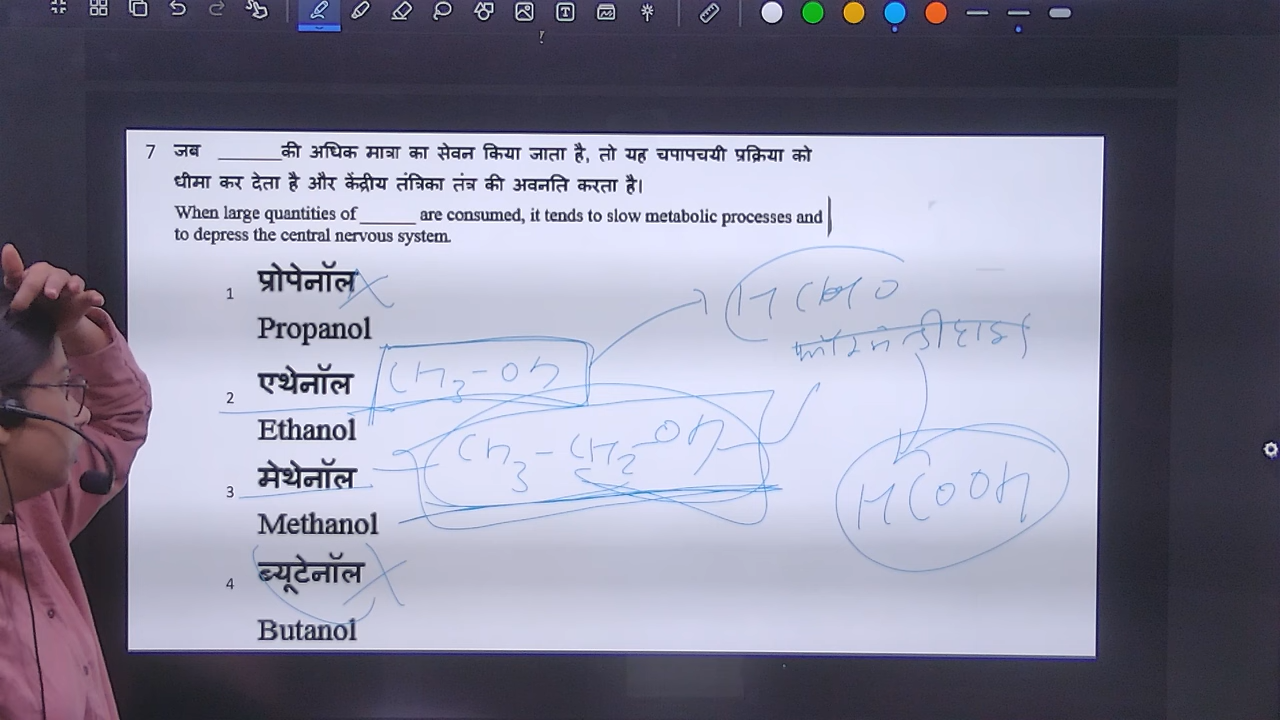 7 जब ______की अधिक मात्रा का सेवन किया जाता है, तो यह चपापचयी प्रक्रिया को
धीमा कर देता है और केंद्रीय तंत्रिका तंत्र की अवनति करता है।
When large quantities of ______ are consumed, it tends to slow metabolic processes and
to depress the central nervous system.
1 प्रोपेनॉल
Propanol
HCHO
फॉर्मेल्डीहाइड
2 एथेनॉल CH3-OH
Ethanol
CH3-CH2-OH
3 मेथेनॉल
HCOOH
Methanol
4 ब्यूटेनॉल
Butanol